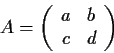 A = ( a b
c d )